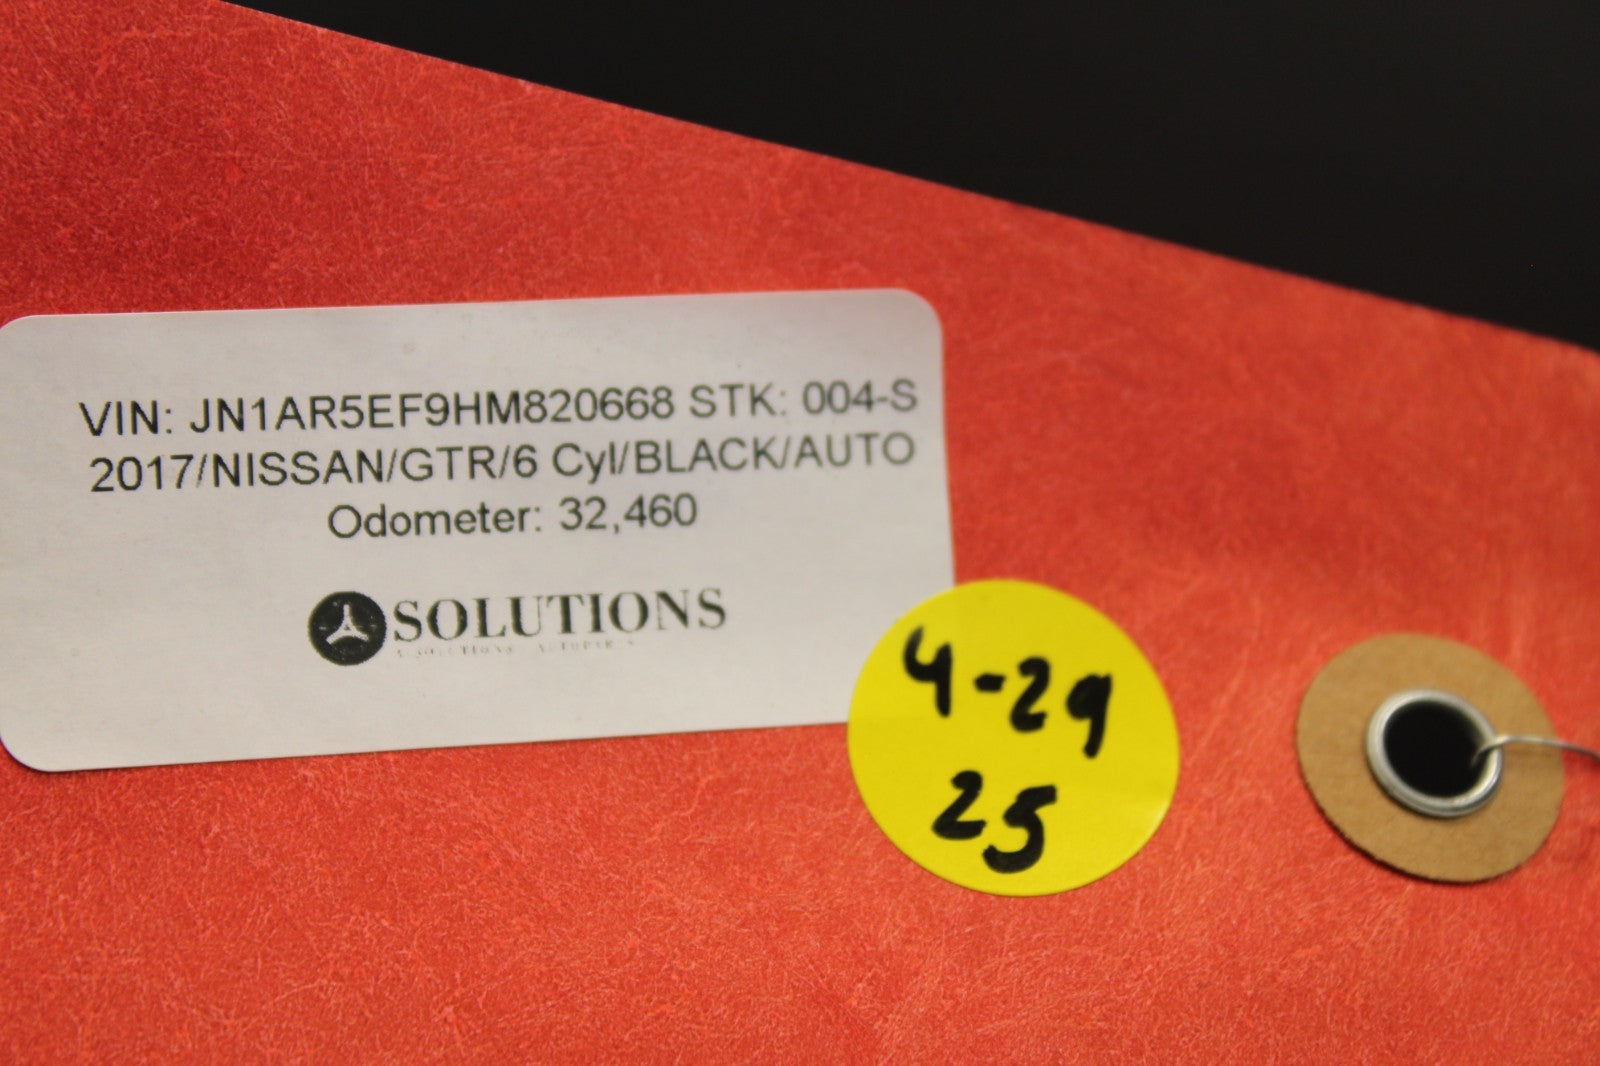 VIN: JN1AR5EF9HM820668 STK: 004-S
2017/NISSAN/GTR/6 Cyl/BLACK/AUTO
Odometer: 32,460
SOLUTIONS
4-29
25